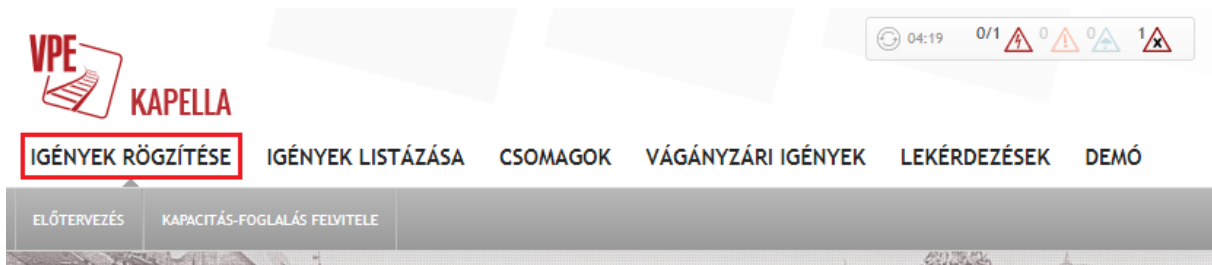 04:19 0/1 0 0 1
VPE
KAPELLA
IGÉNYEK RÖGZÍTÉSE IGÉNYEK LISTÁZÁSA CSOMAGOK VÁGÁNYZÁRI IGÉNYEK LEKÉRDEZÉSEK DEMÓ
ELŐTERVEZÉS KAPACITÁS-FOGLALÁS FELVITELE